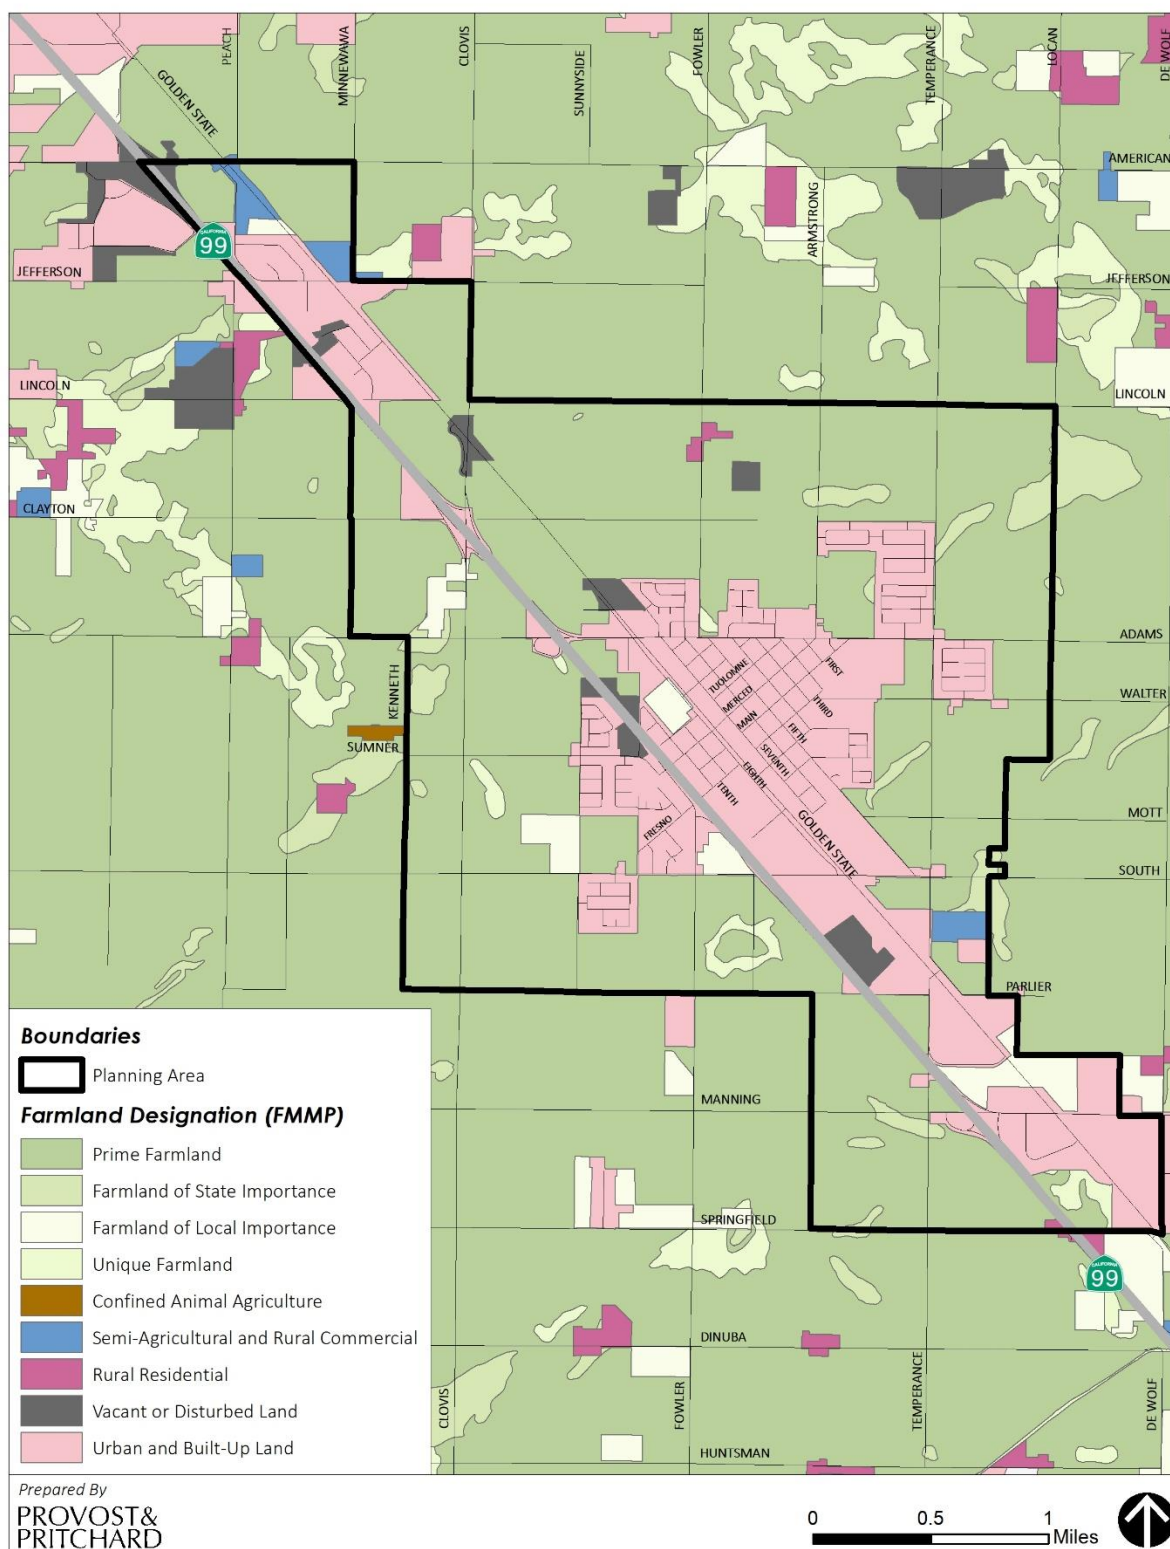 PEACH
MINNEWAWA
CLOVIS
SUNNYSIDE
FOWLER
TEMPERANCE
LOCAN
DE WOLF
GOLDEN STATE
AMERICAN
ARMSTRONG
CALIFORNIA
99
JEFFERSON
JEFFERSON
LINCOLN
LINCOLN
CLAYTON
ADAMS
TUOLOMNE
FIRST
MERCED
KENNETH
WALTER
MAIN
THIRD
FIFTH
SUMNER
SEVENTH
EIGHTH
TENTH
MOTT
FRESNO
GOLDEN STATE
SOUTH
PARLIER
Boundaries
Planning Area
MANNING
Farmland Designation (FMMP)
Prime Farmland
Farmland of State Importance
Farmland of Local Importance
SPRINGFIELD
Unique Farmland
CALIFORNIA
99
Confined Animal Agriculture
Semi-Agricultural and Rural Commercial
DINUBA
Rural Residential
Vacant or Disturbed Land
CLOVIS
FOWLER
TEMPERANCE
DE WOLF
Urban and Built-Up Land
HUNTSMAN
Prepared By
PROVOST&
PRITCHARD
0 0.5 1
Miles